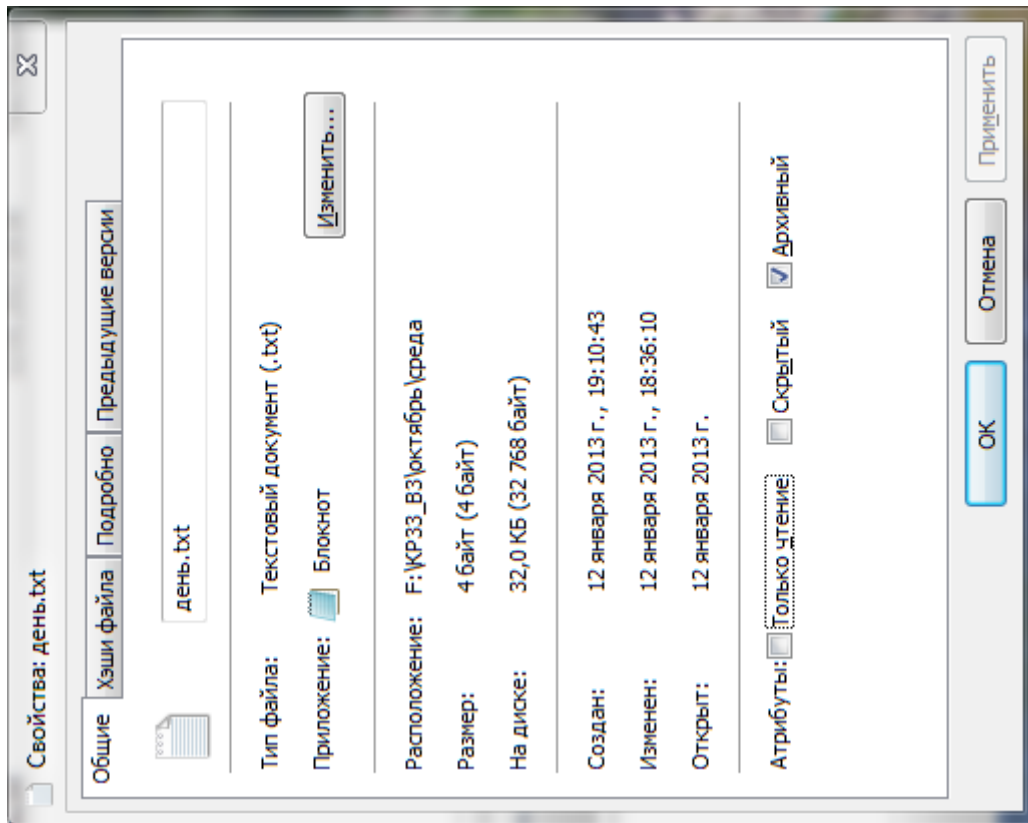 Свойства: день.txt
Общие Хэши файла Подробно Предыдущие версии
день.txt
Тип файла: Текстовый документ (.txt)
Приложение: Блокнот Изменить...
Расположение: F:\КР33_В3\октябрь\среда
Размер: 4 байт (4 байт)
На диске: 32,0 КБ (32 768 байт)
Создан: 12 января 2013 г., 19:10:43
Изменен: 12 января 2013 г., 18:36:10
Открыт: 12 января 2013 г.
Атрибуты: Только чтение Скрытый Архивный
ОК Отмена Применить